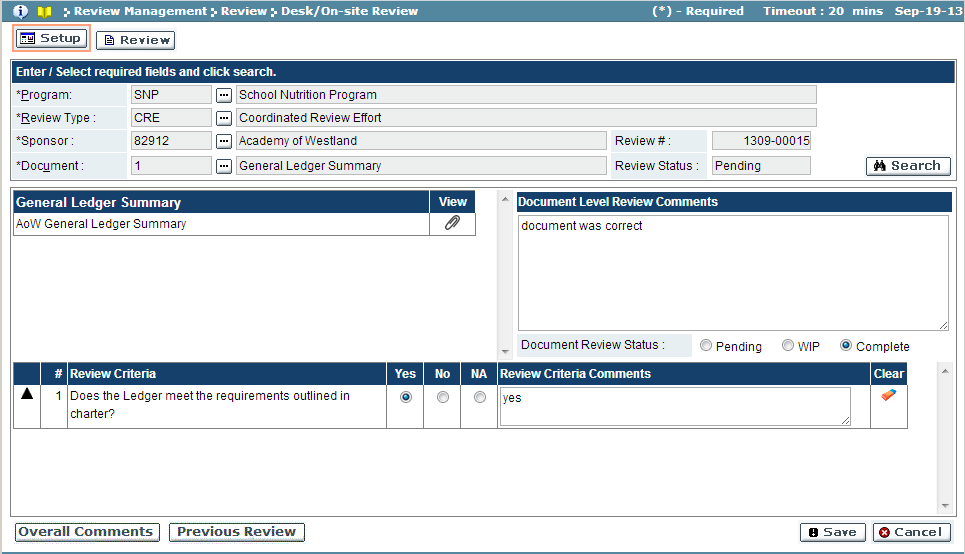 Review Management Review Desk/On-site Review (*) - Required Timeout : 20 mins Sep-19-13
Setup Review
Enter / Select required fields and click search.
*Program: SNP ... School Nutrition Program
*Review Type : CRE ... Coordinated Review Effort
*Sponsor : 82912 ... Academy of Westland Review # : 1309-00015
*Document : 1 ... General Ledger Summary Review Status : Pending Search
General Ledger Summary View Document Level Review Comments
AoW General Ledger Summary
document was correct
Document Review Status : Pending WIP Complete
# Review Criteria Yes No NA Review Criteria Comments Clear
1 Does the Ledger meet the requirements outlined in yes
charter?
Overall Comments Previous Review Save Cancel